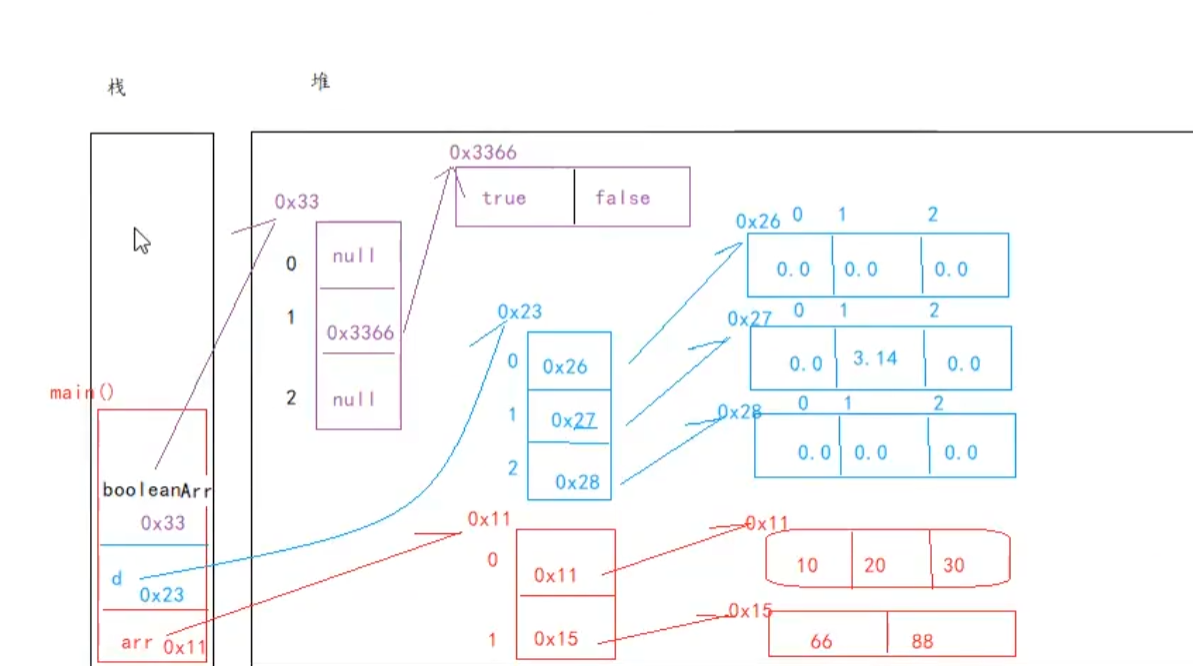 栈
堆
0x3366
true false
0x33
0 null
1 0x3366
2 null
0x26 0 1 2
0.0 0.0 0.0
0x27 0 1 2
0.0 3.14 0.0
0x28 0 1 2
0.0 0.0 0.0
0x23
0 0x26
1 0x27
2 0x28
main()
booleanArr
0x33
d
0x23
arr 0x11
0x11
0 0x11
1 0x15
0x11
10 20 30
0x15
66 88